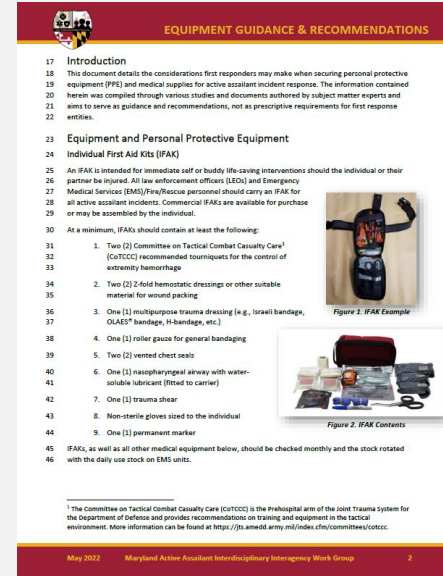 EQUIPMENT GUIDANCE & RECOMMENDATIONS
17 Introduction
18 This document details the considerations first responders may make when securing personal protective
19 equipment (PPE) and medical supplies for active assailant incident response. The information contained
20 herein was compiled through various studies and documents authored by subject matter experts and
21 aims to serve as guidance and recommendations, not as prescriptive requirements for first response
22 entities.
23 Equipment and Personal Protective Equipment
24 Individual First Aid Kits (IFAK)
25 An IFAK is intended for immediate self or buddy life-saving interventions should the individual or their
26 partner be injured. All law enforcement officers (LEOs) and Emergency
27 Medical Services (EMS)/Fire/Rescue personnel should carry an IFAK for
28 all active assailant incidents. Commercial IFAKs are available for purchase
29 or may be assembled by the individual.
30 At a minimum, IFAKs should contain at least the following:
31 1. Two (2) Committee on Tactical Combat Casualty Care¹
32 (CoTCCC) recommended tourniquets for the control of
33 extremity hemorrhage
34 2. Two (2) Z-fold hemostatic dressings or other suitable
35 material for wound packing
Figure 1. IFAK Example
36 3. One (1) multipurpose trauma dressing (e.g., Israeli bandage,
37 OLAES® bandage, H-bandage, etc.)
38 4. One (1) roller gauze for general bandaging
39 5. Two (2) vented chest seals
40 6. One (1) nasopharyngeal airway with water-
41 soluble lubricant (fitted to carrier)
42 7. One (1) trauma shear
43 8. Non-sterile gloves sized to the individual
44 9. One (1) permanent marker
Figure 2. IFAK Contents
45 IFAKs, as well as all other medical equipment below, should be checked monthly and the stock rotated
46 with the daily use stock on EMS units.
¹ The Committee on Tactical Combat Casualty Care (CoTCCC) is the Prehospital arm of the Joint Trauma System for
the Department of Defense and provides recommendations on training and equipment in the tactical
environment. More information can be found at https://jts.amedd.army.mil/index.cfm/committees/cotccc.
May 2022 Maryland Active Assailant Interdisciplinary Interagency Work Group 2